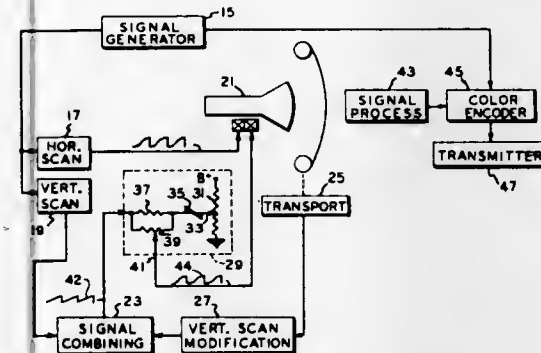 15
SIGNAL
GENERATOR
21
43
45
SIGNAL
PROCESS
COLOR
ENCODER
17
HOR.
SCAN
TRANSMITTER
47
VERT.
SCAN
19
B+
37
35
31
33
39
41
29
44
25
TRANSPORT
42
23
27
SIGNAL
COMBINING
VERT. SCAN
MODIFICATION